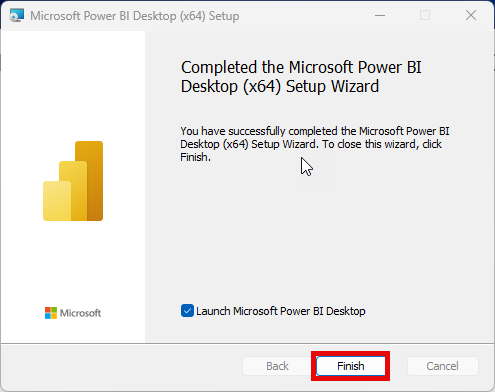 Microsoft Power BI Desktop (x64) Setup
Completed the Microsoft Power BI
Desktop (x64) Setup Wizard
You have successfully completed the Microsoft Power BI
Desktop (x64) Setup Wizard. To close this wizard, click
Finish.
Microsoft
Launch Microsoft Power BI Desktop
Back
Finish
Cancel